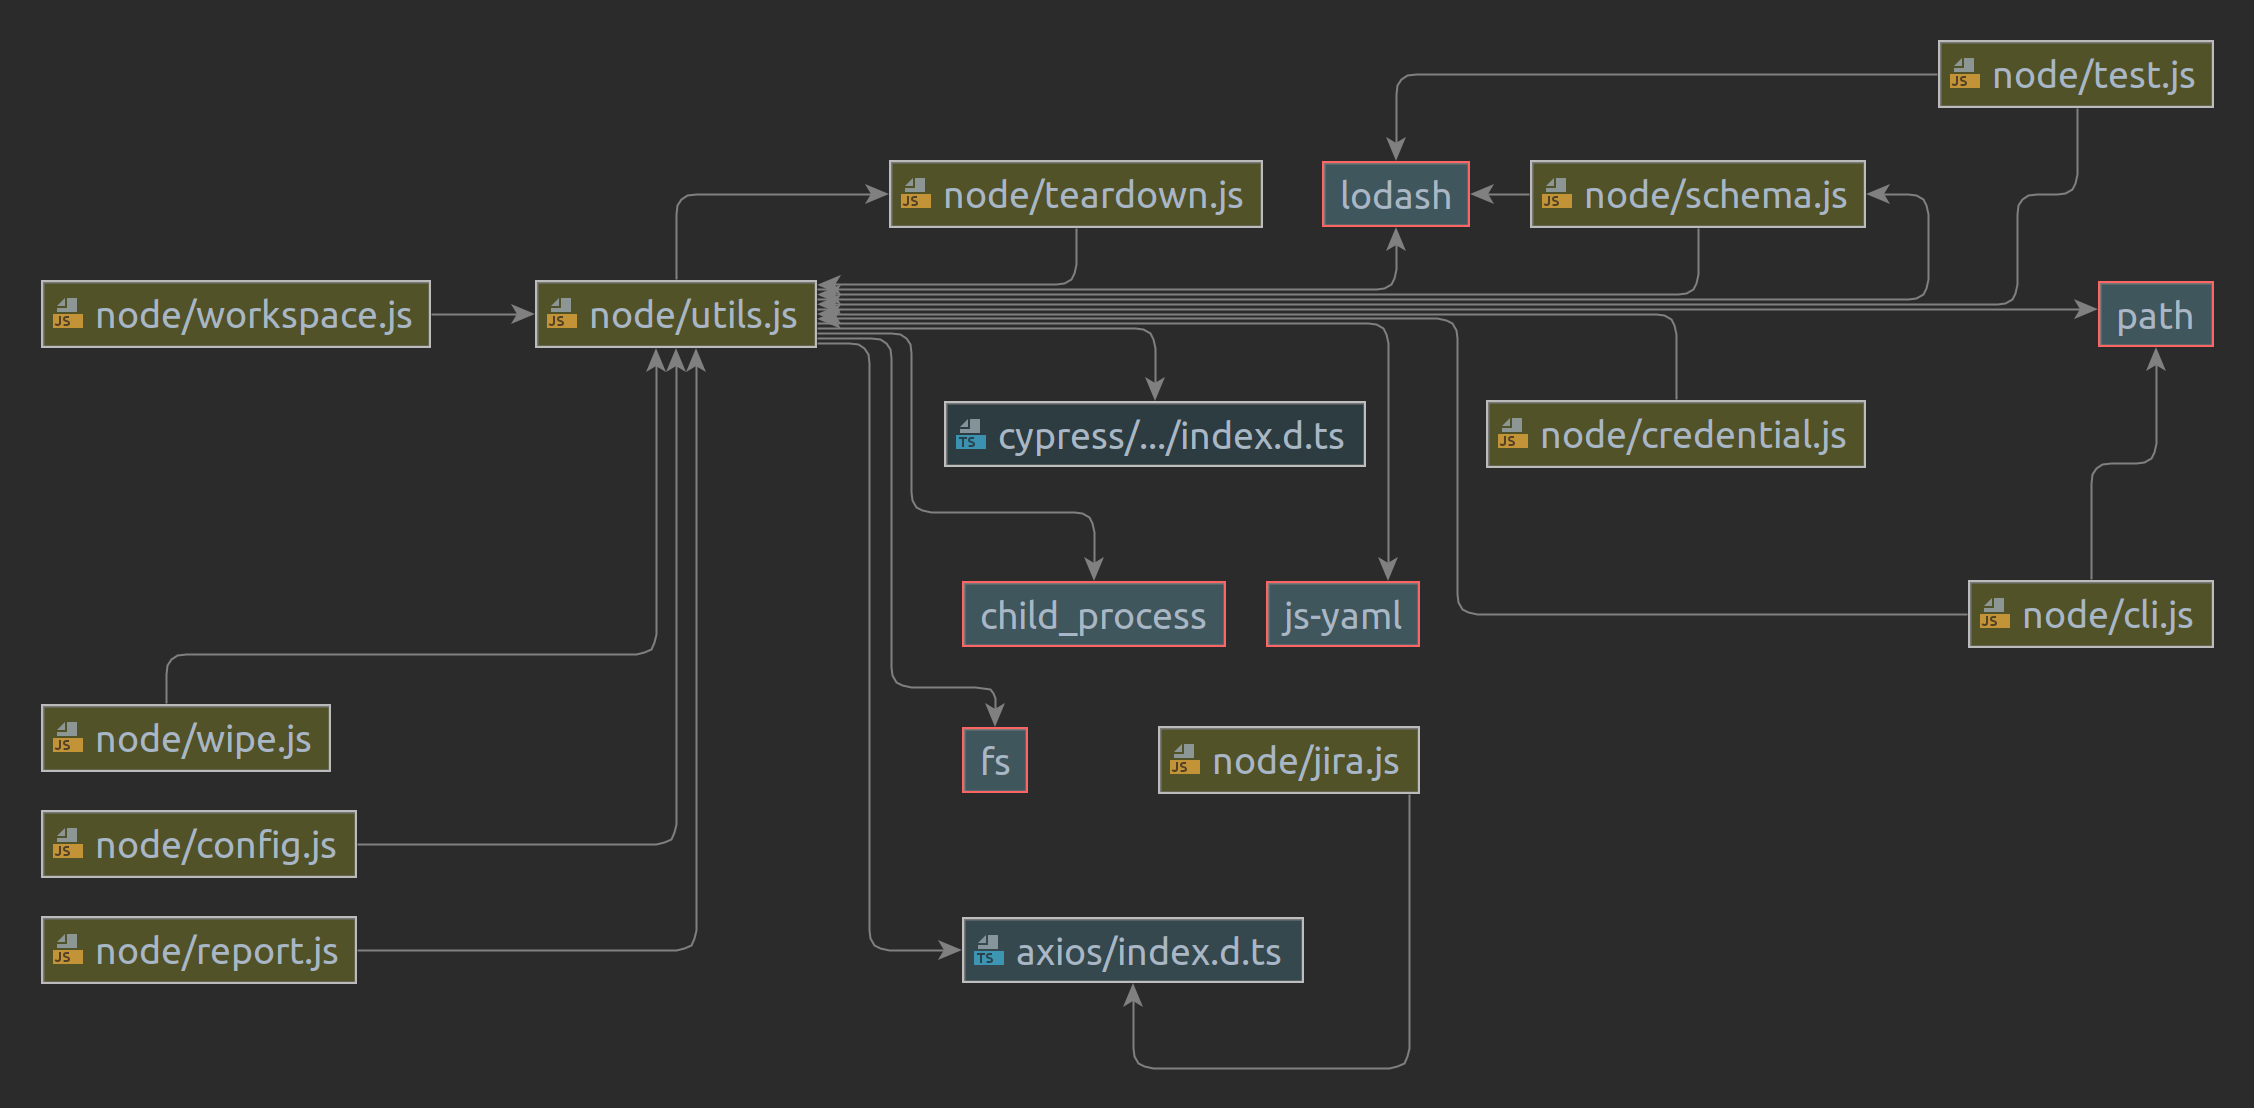 JS node/test.js
JS node/teardown.js
lodash
JS node/schema.js
JS node/workspace.js
JS node/utils.js
path
TS cypress/.../index.d.ts
JS node/credential.js
child_process
js-yaml
JS node/cli.js
JS node/wipe.js
fs
JS node/jira.js
JS node/config.js
JS node/report.js
TS axios/index.d.ts